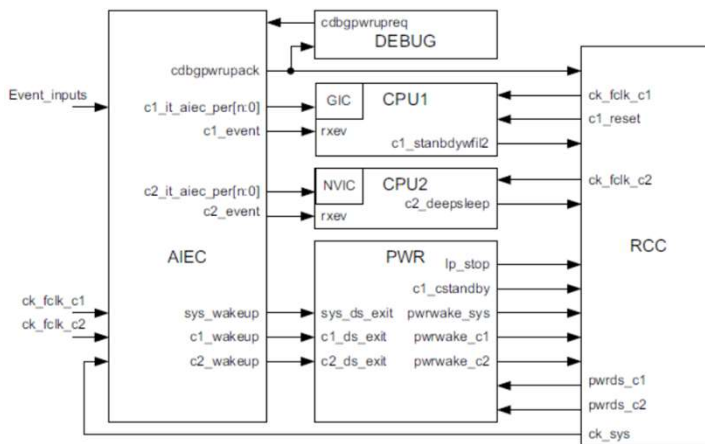 cdbgpwrupreq
DEBUG
cdbgpwrupack
Event_inputs
c1_it_aiec_per[n:0]
GIC
CPU1
ck_fclk_c1
c1_event
rxev
c1_reset
c1_stanbdywfil2
c2_it_aiec_per[n:0]
NVIC
CPU2
ck_fclk_c2
c2_event
rxev
c2_deepsleep
AIEC
PWR
RCC
lp_stop
c1_cstandby
ck_fclk_c1
ck_fclk_c2
sys_wakeup
sys_ds_exit
pwrwake_sys
c1_wakeup
c1_ds_exit
pwrwake_c1
c2_wakeup
c2_ds_exit
pwrwake_c2
pwrds_c1
pwrds_c2
ck_sys